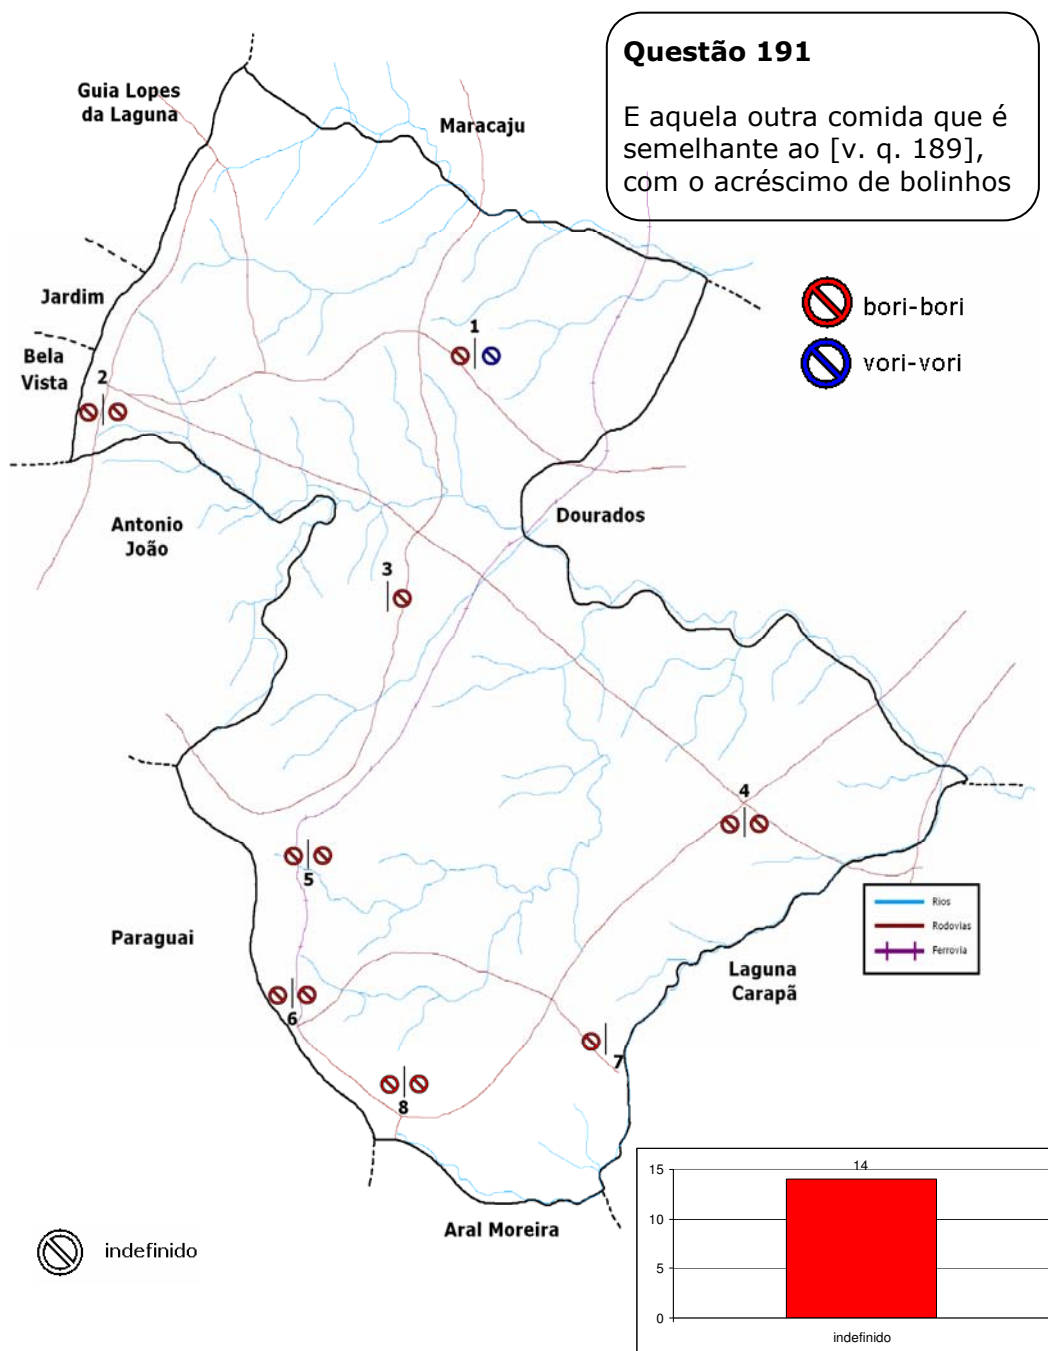 Questão 191
E aquela outra comida que é
semelhante ao [v. q. 189],
com o acréscimo de bolinhos
Guia Lopes
da Laguna
Maracaju
bori-bori
vori-vori
Jardim
Bela
Vista
1
2
Antonio
João
Dourados
3
4
5
Rios
Rodovias
Ferrovia
Paraguai
Laguna
Carapã
6
7
8
Aral Moreira
indefinido
15
14
10
5
0
indefinido